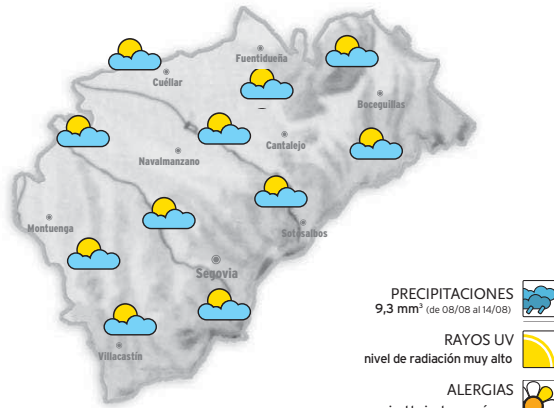 Fuentidueña
Cuéllar
Boceguillas
Cantalejo
Navalmanzano
Montuenga
Sotosalbos
Segovia
Villacastín
PRECIPITACIONES
9,3 mm³ (de 08/08 al 14/08)
RAYOS UV
nivel de radiación muy alto
ALERGIAS